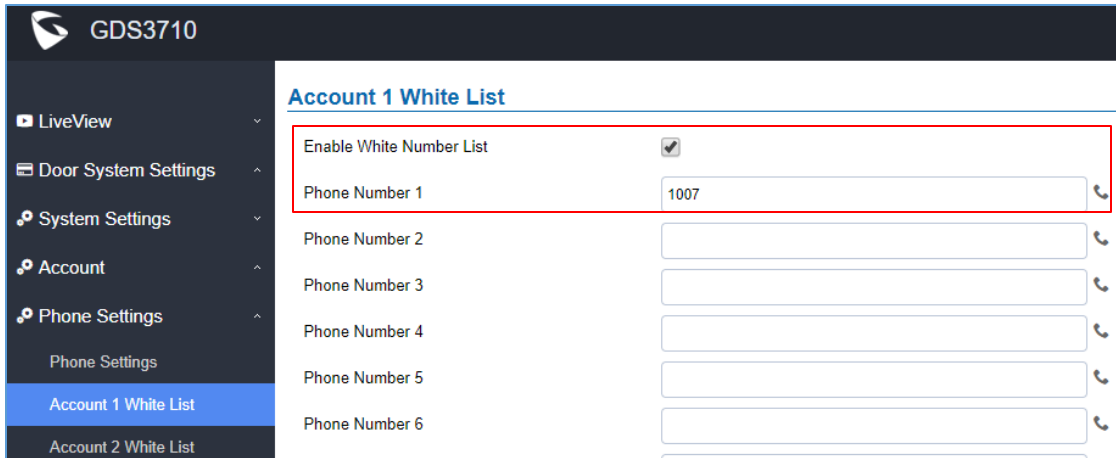 GDS3710
LiveView
Door System Settings
System Settings
Account
Phone Settings
Phone Settings
Account 1 White List
Account 2 White List
Account 1 White List
Enable White Number List
Phone Number 1
1007
Phone Number 2
Phone Number 3
Phone Number 4
Phone Number 5
Phone Number 6